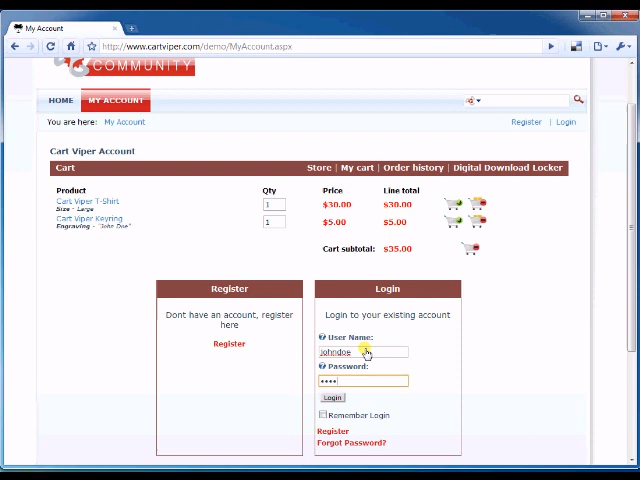 My Account
http://www.cartviper.com/demo/MyAccount.aspx
COMMUNITY
HOME MY ACCOUNT
You are here: My Account Register | Login
Cart Viper Account
Cart Store | My cart | Order history | Digital Download Locker
Product Qty Price Line total
Cart Viper T-Shirt 1 $30.00 $30.00
Size - Large
Cart Viper Keyring 1 $5.00 $5.00
Engraving - "John Doe"
Cart subtotal: $35.00
Register
Dont have an account, register
here
Register
Login
Login to your existing account
User Name:
johndoe
Password:
••••
Login
Remember Login
Register
Forgot Password?